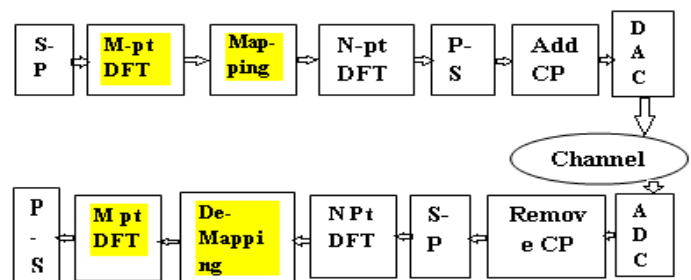 S-
P
M-pt
DFT
Map-
ping
N-pt
DFT
P-
S
Add
CP
D
A
C
Channel
P
-
S
M pt
DFT
De-
Mappi
ng
N Pt
DFT
S-
P
Remov
e CP
A
D
C